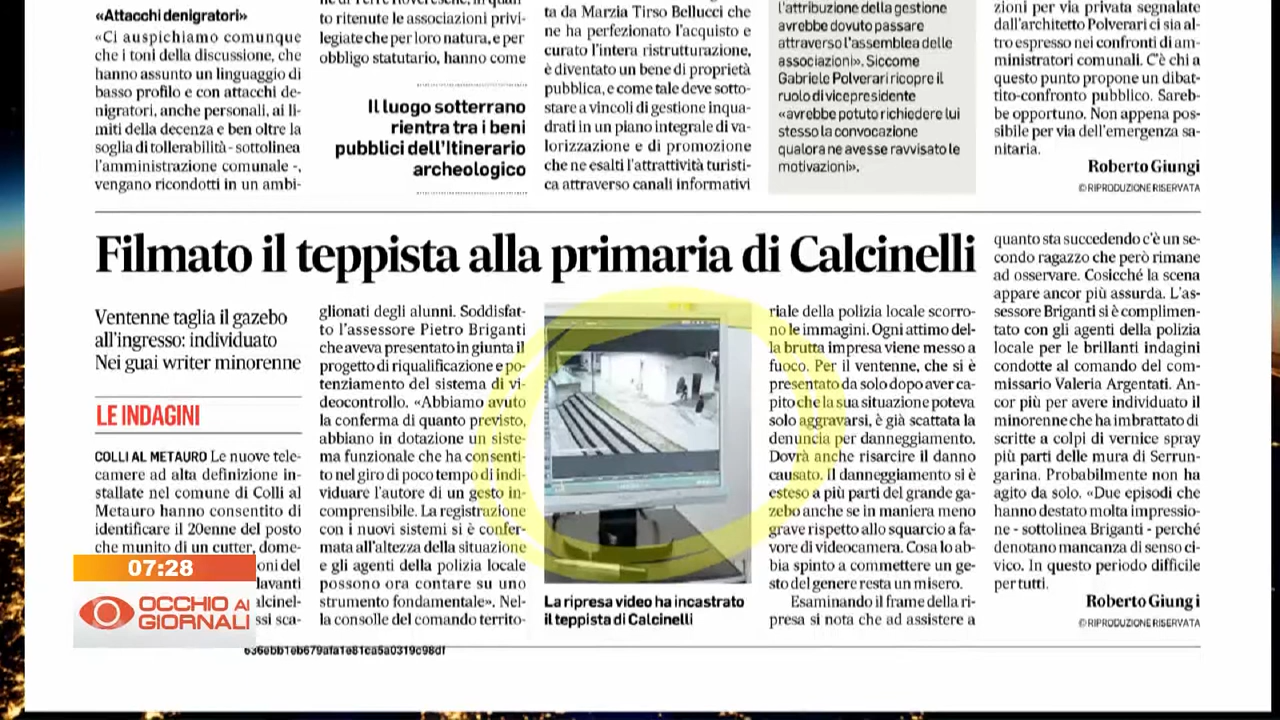 «Attacchi denigratori»
«Ci auspichiamo comunque
che i toni della discussione, che
hanno assunto un linguaggio di
basso profilo e con attacchi de-
nigratori, anche personali, ai li-
miti della decenza e ben oltre la
soglia di tollerabilità - sottolinea
l'amministrazione comunale -,
vengano ricondotti in un ambi-
to ritenute le associazioni privi-
legiate che per loro natura, e per
obbligo statutario, hanno come
Il luogo sotterrano
rientra tra i beni
pubblici dell'Itinerario
archeologico
ta da Marzia Tirso Bellucci che
ne ha perfezionato l'acquisto e
curato l'intera ristrutturazione,
è diventato un bene di proprietà
pubblica, e come tale deve sotto-
stare a vincoli di gestione inqua-
drati in un piano integrale di va-
lorizzazione e di promozione
che ne esalti l'attrattività turisti-
ca attraverso canali informativi
l'attribuzione della gestione
avrebbe dovuto passare
attraverso l'assemblea delle
associazioni». Siccome
Gabriele Polverari ricopre il
ruolo di vicepresidente
«avrebbe potuto richiedere lui
stesso la convocazione
qualora ne avesse ravvisato le
motivazioni».
zioni per via privata segnalate
dall'architetto Polverari ci sia al-
tro espresso nei confronti di am-
ministratori comunali. C'è chi a
questo punto propone un dibat-
tito-confronto pubblico. Sareb-
be opportuno. Non appena pos-
sibile per via dell'emergenza sa-
nitaria.
Roberto Giungi
© RIPRODUZIONE RISERVATA
Filmato il teppista alla primaria di Calcinelli
Ventenne taglia il gazebo
all'ingresso: individuato
Nei guai writer minorenne
LE INDAGINI
COLLI AL METAURO Le nuove tele-
camere ad alta definizione in-
stallate nel comune di Colli al
Metauro hanno consentito di
identificare il 20enne del posto
che munito di un cutter, dome-
oni del
lavanti
alcinel-
ssi sca-
glionati degli alunni. Soddisfat-
to l'assessore Pietro Briganti
che aveva presentato in giunta il
progetto di riqualificazione e po-
tenziamento del sistema di vi-
deocontrollo. «Abbiamo avuto
la conferma di quanto previsto,
abbiano in dotazione un siste-
ma funzionale che ha consenti-
to nel giro di poco tempo di indi-
viduare l'autore di un gesto in-
comprensibile. La registrazione
con i nuovi sistemi si è confer-
mata all'altezza della situazione
e gli agenti della polizia locale
possono ora contare su uno
strumento fondamentale». Nel-
la consolle del comando territo-
La ripresa video ha incastrato
il teppista di Calcinelli
riale della polizia locale scorro-
no le immagini. Ogni attimo del-
la brutta impresa viene messo a
fuoco. Per il ventenne, che si è
presentato da solo dopo aver ca-
pito che la sua situazione poteva
solo aggravarsi, è già scattata la
denuncia per danneggiamento.
Dovrà anche risarcire il danno
causato. Il danneggiamento si è
esteso a più parti del grande ga-
zebo anche se in maniera meno
grave rispetto allo squarcio a fa-
vore di videocamera. Cosa lo ab-
bia spinto a commettere un ge-
sto del genere resta un misero.
Esaminando il frame della ri-
presa si nota che ad assistere a
quanto sta succedendo c'è un se-
condo ragazzo che però rimane
ad osservare. Cosicché la scena
appare ancor più assurda. L'as-
sessore Briganti si è complimen-
tato con gli agenti della polizia
locale per le brillanti indagini
condotte al comando del com-
missario Valeria Argentati. An-
cor più per avere individuato il
minorenne che ha imbrattato di
scritte a colpi di vernice spray
più parti delle mura di Serrun-
garina. Probabilmente non ha
agito da solo. «Due episodi che
hanno destato molta impressio-
ne - sottolinea Briganti - perché
denotano mancanza di senso ci-
vico. In questo periodo difficile
per tutti.
Roberto Giungi
© RIPRODUZIONE RISERVATA
07:28
OCCHIO AI
GIORNALI
636ebb1eb679afa1e81ca5a0319c98df